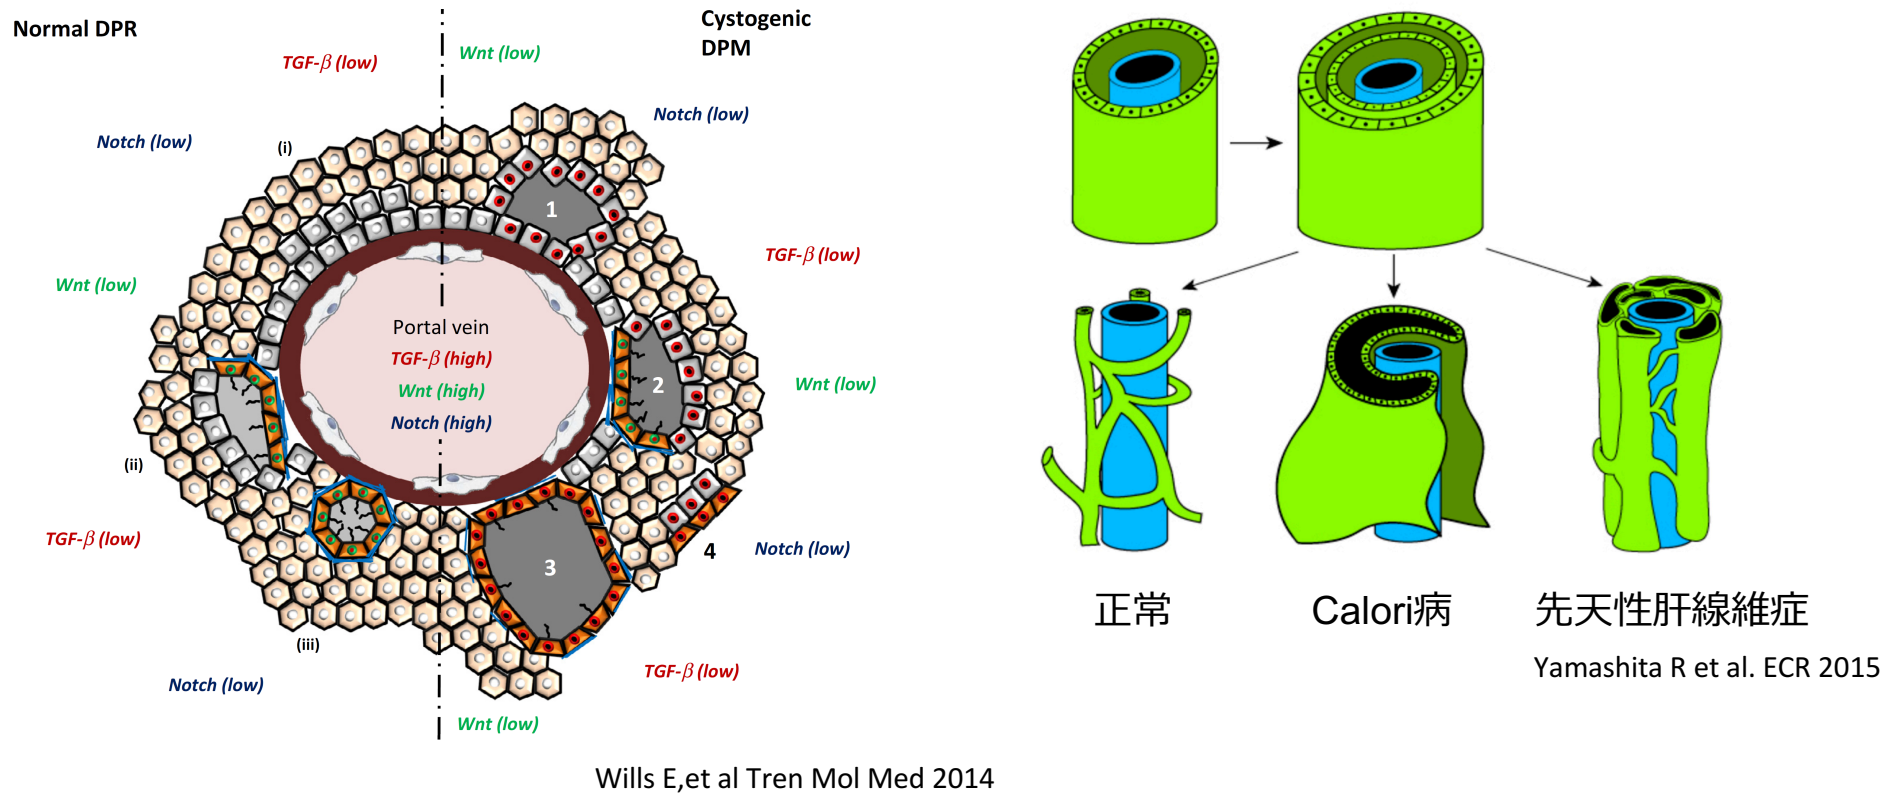 Normal DPR
Cystogenic
DPM
TGF-β (low)
Wnt (low)
Notch (low)
Notch (low)
(i)
1
TGF-β (low)
Wnt (low)
Portal vein
TGF-β (high)
Wnt (high)
Notch (high)
2
Wnt (low)
(ii)
TGF-β (low)
3
4
Notch (low)
(iii)
Notch (low)
TGF-β (low)
Wnt (low)
Wills E,et al Tren Mol Med 2014
正常
Calori病
先天性肝線維症
Yamashita R et al. ECR 2015